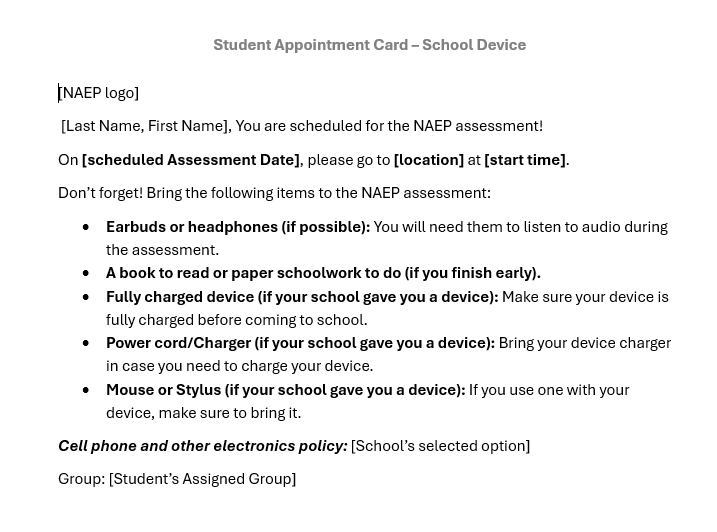 Student Appointment Card – School Device
[NAEP logo]
[Last Name, First Name], You are scheduled for the NAEP assessment!
On [scheduled Assessment Date], please go to [location] at [start time].
Don’t forget! Bring the following items to the NAEP assessment:
• Earbuds or headphones (if possible): You will need them to listen to audio during
the assessment.
• A book to read or paper schoolwork to do (if you finish early).
• Fully charged device (if your school gave you a device): Make sure your device is
fully charged before coming to school.
• Power cord/Charger (if your school gave you a device): Bring your device charger
in case you need to charge your device.
• Mouse or Stylus (if your school gave you a device): If you use one with your
device, make sure to bring it.
Cell phone and other electronics policy: [School’s selected option]
Group: [Student’s Assigned Group]